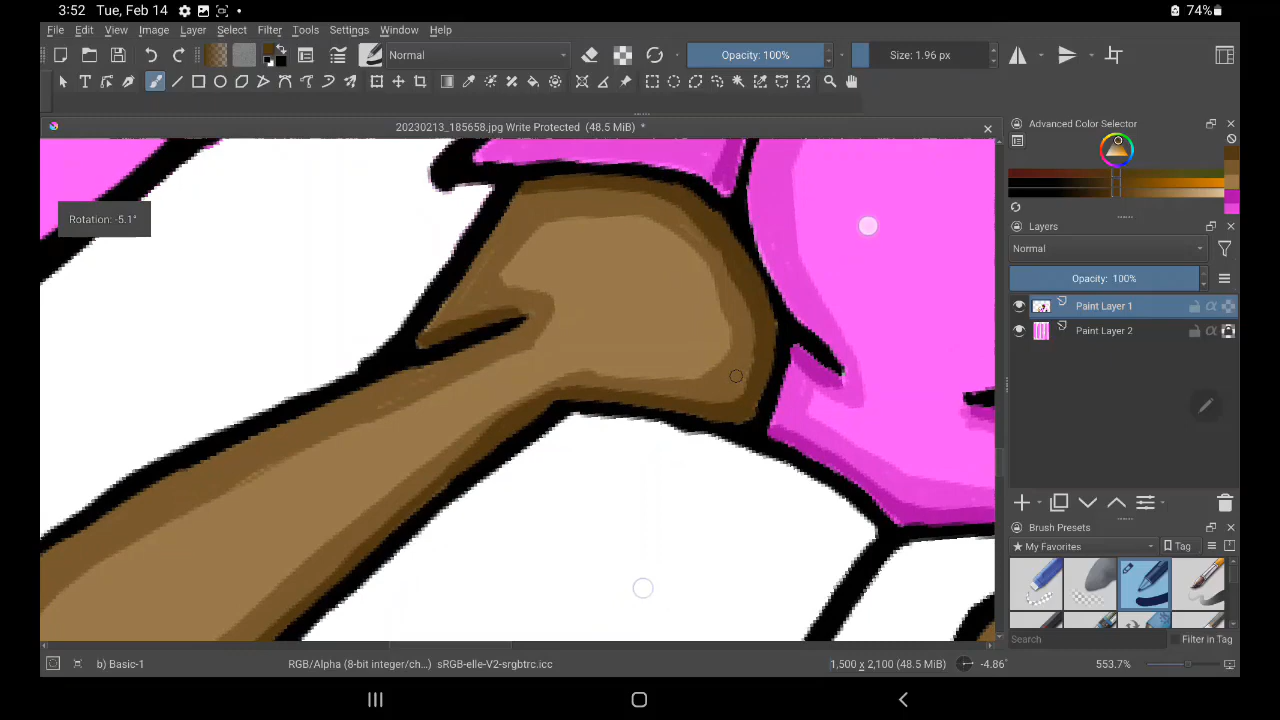 3:52 Tue, Feb 14 74%
File Edit View Image Layer Select Filter Tools Settings Window Help
Normal Opacity: 100% Size: 1.96 px
20230213_185658.jpg Write Protected (48.5 MiB) *
Advanced Color Selector
Rotation: -5.1°
Layers
Normal
Opacity: 100%
Paint Layer 1
Paint Layer 2
Brush Presets
My Favorites Tag
Search Filter in Tag
b) Basic-1 RGB/Alpha (8-bit integer/ch...) sRGB-elle-V2-srgbtrc.icc 1,500 x 2,100 (48.5 MiB) -4.86° 553.7%